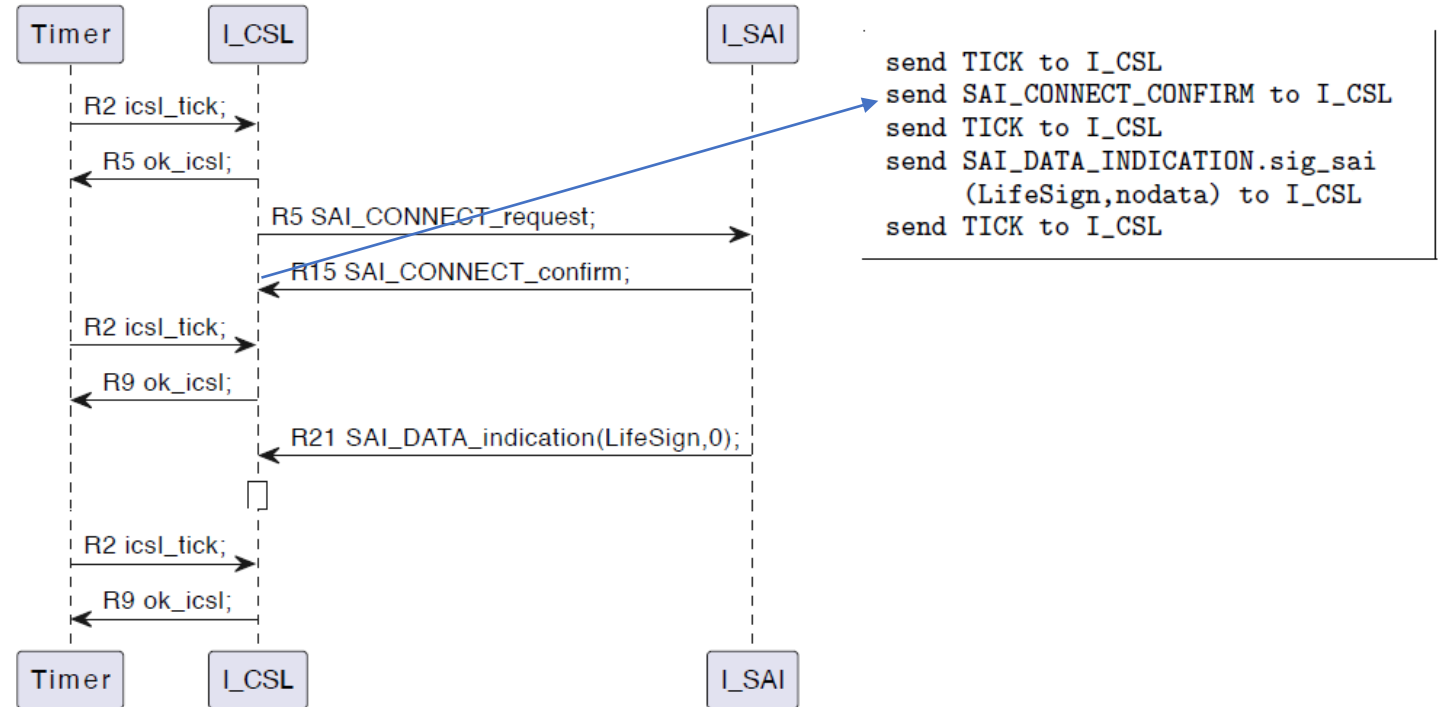 Timer
I_CSL
I_SAI
R2 icsl_tick;
R5 ok_icsl;
R5 SAI_CONNECT_request;
R15 SAI_CONNECT_confirm;
R2 icsl_tick;
R9 ok_icsl;
R21 SAI_DATA_indication(LifeSign,0);
R2 icsl_tick;
R9 ok_icsl;
Timer
I_CSL
I_SAI
send TICK to I_CSL
send SAI_CONNECT_CONFIRM to I_CSL
send TICK to I_CSL
send SAI_DATA_INDICATION.sig_sai
(LifeSign,nodata) to I_CSL
send TICK to I_CSL